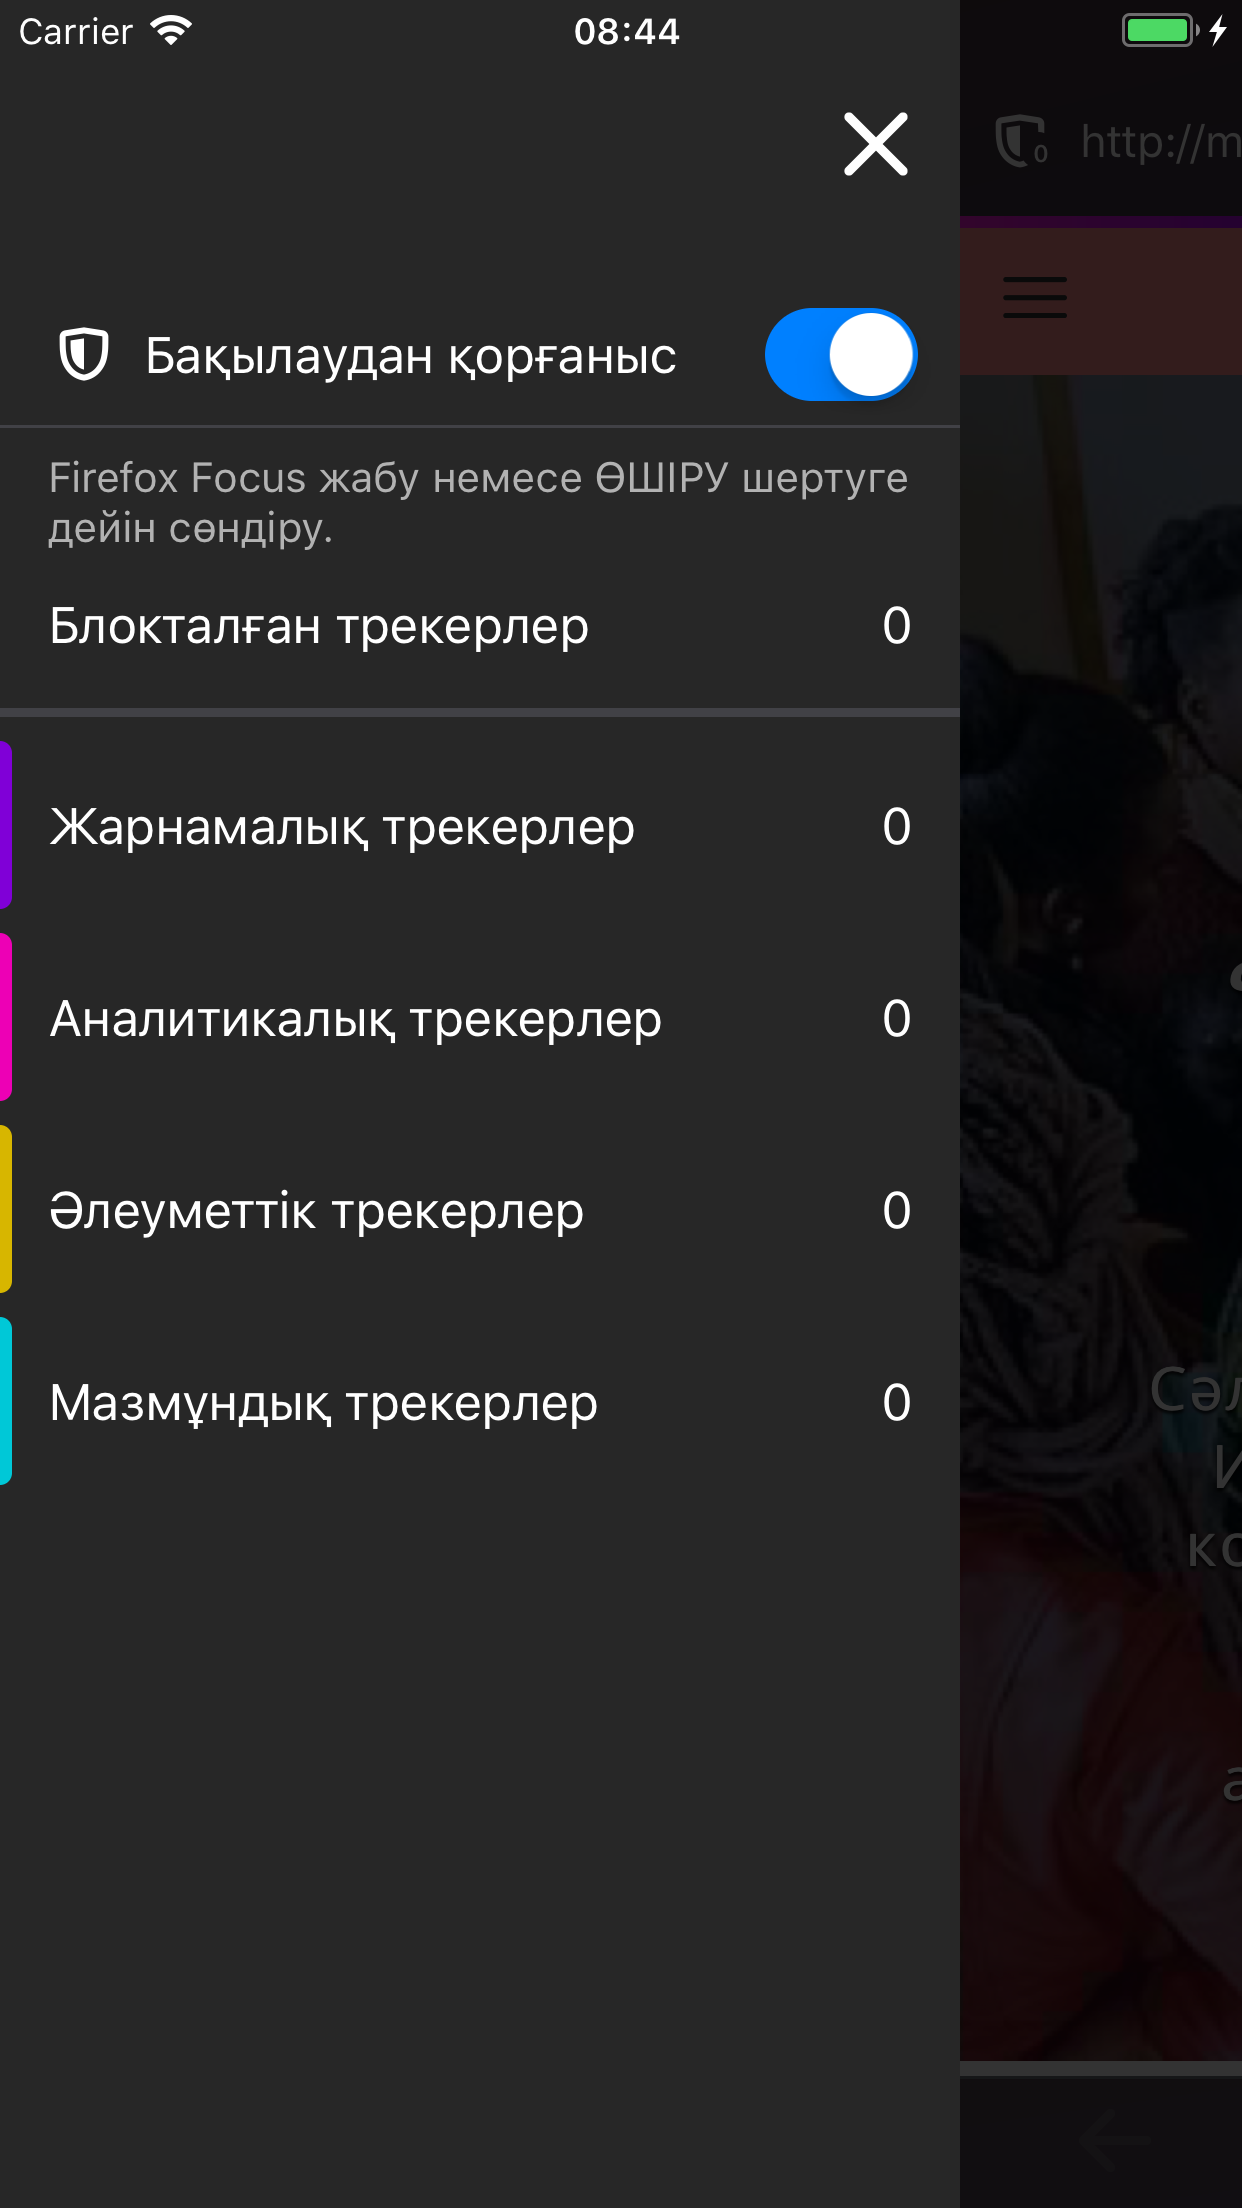 Carrier 08:44
0 http://m
Бақылаудан қорғаныс
Firefox Focus жабу немесе ӨШІРУ шертуге
дейін сөндіру.
Блокталған трекерлер 0
Жарнамалық трекерлер 0
Аналитикалық трекерлер 0
Әлеуметтік трекерлер 0
Мазмұндық трекерлер 0